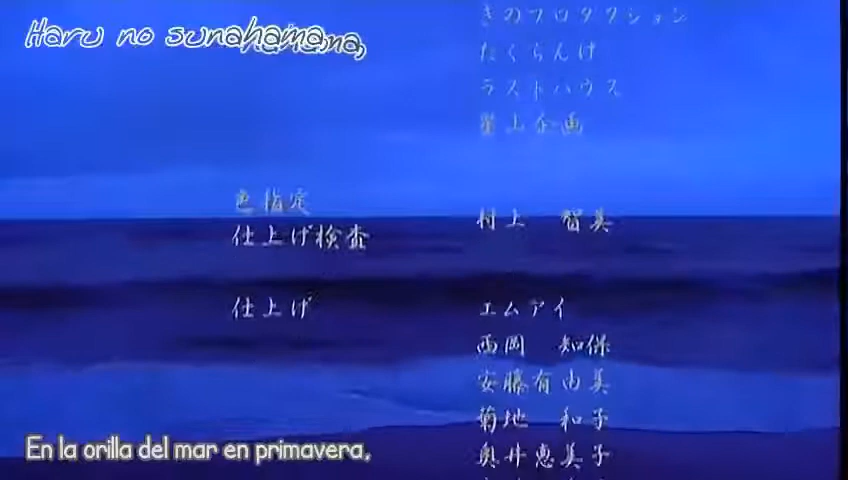 Haru no sunahama,
きのプロダクション
たくらんけ
ラストハウス
星上企画
色指定
仕上げ検査
村上 智美
仕上げ
エムアイ
西岡 知保
安藤有由美
菊地 和子
奥井恵美子
En la orilla del mar en primavera,